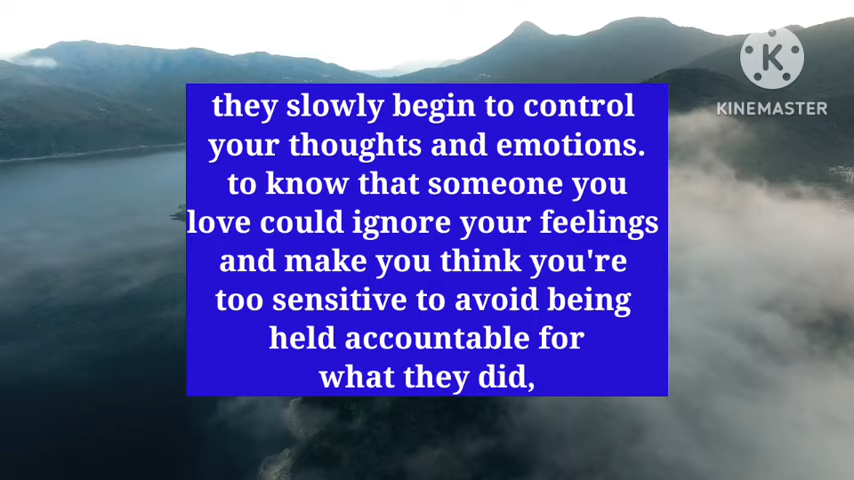 they slowly begin to control
your thoughts and emotions.
to know that someone you
love could ignore your feelings
and make you think you're
too sensitive to avoid being
held accountable for
what they did,
K
KINEMASTER